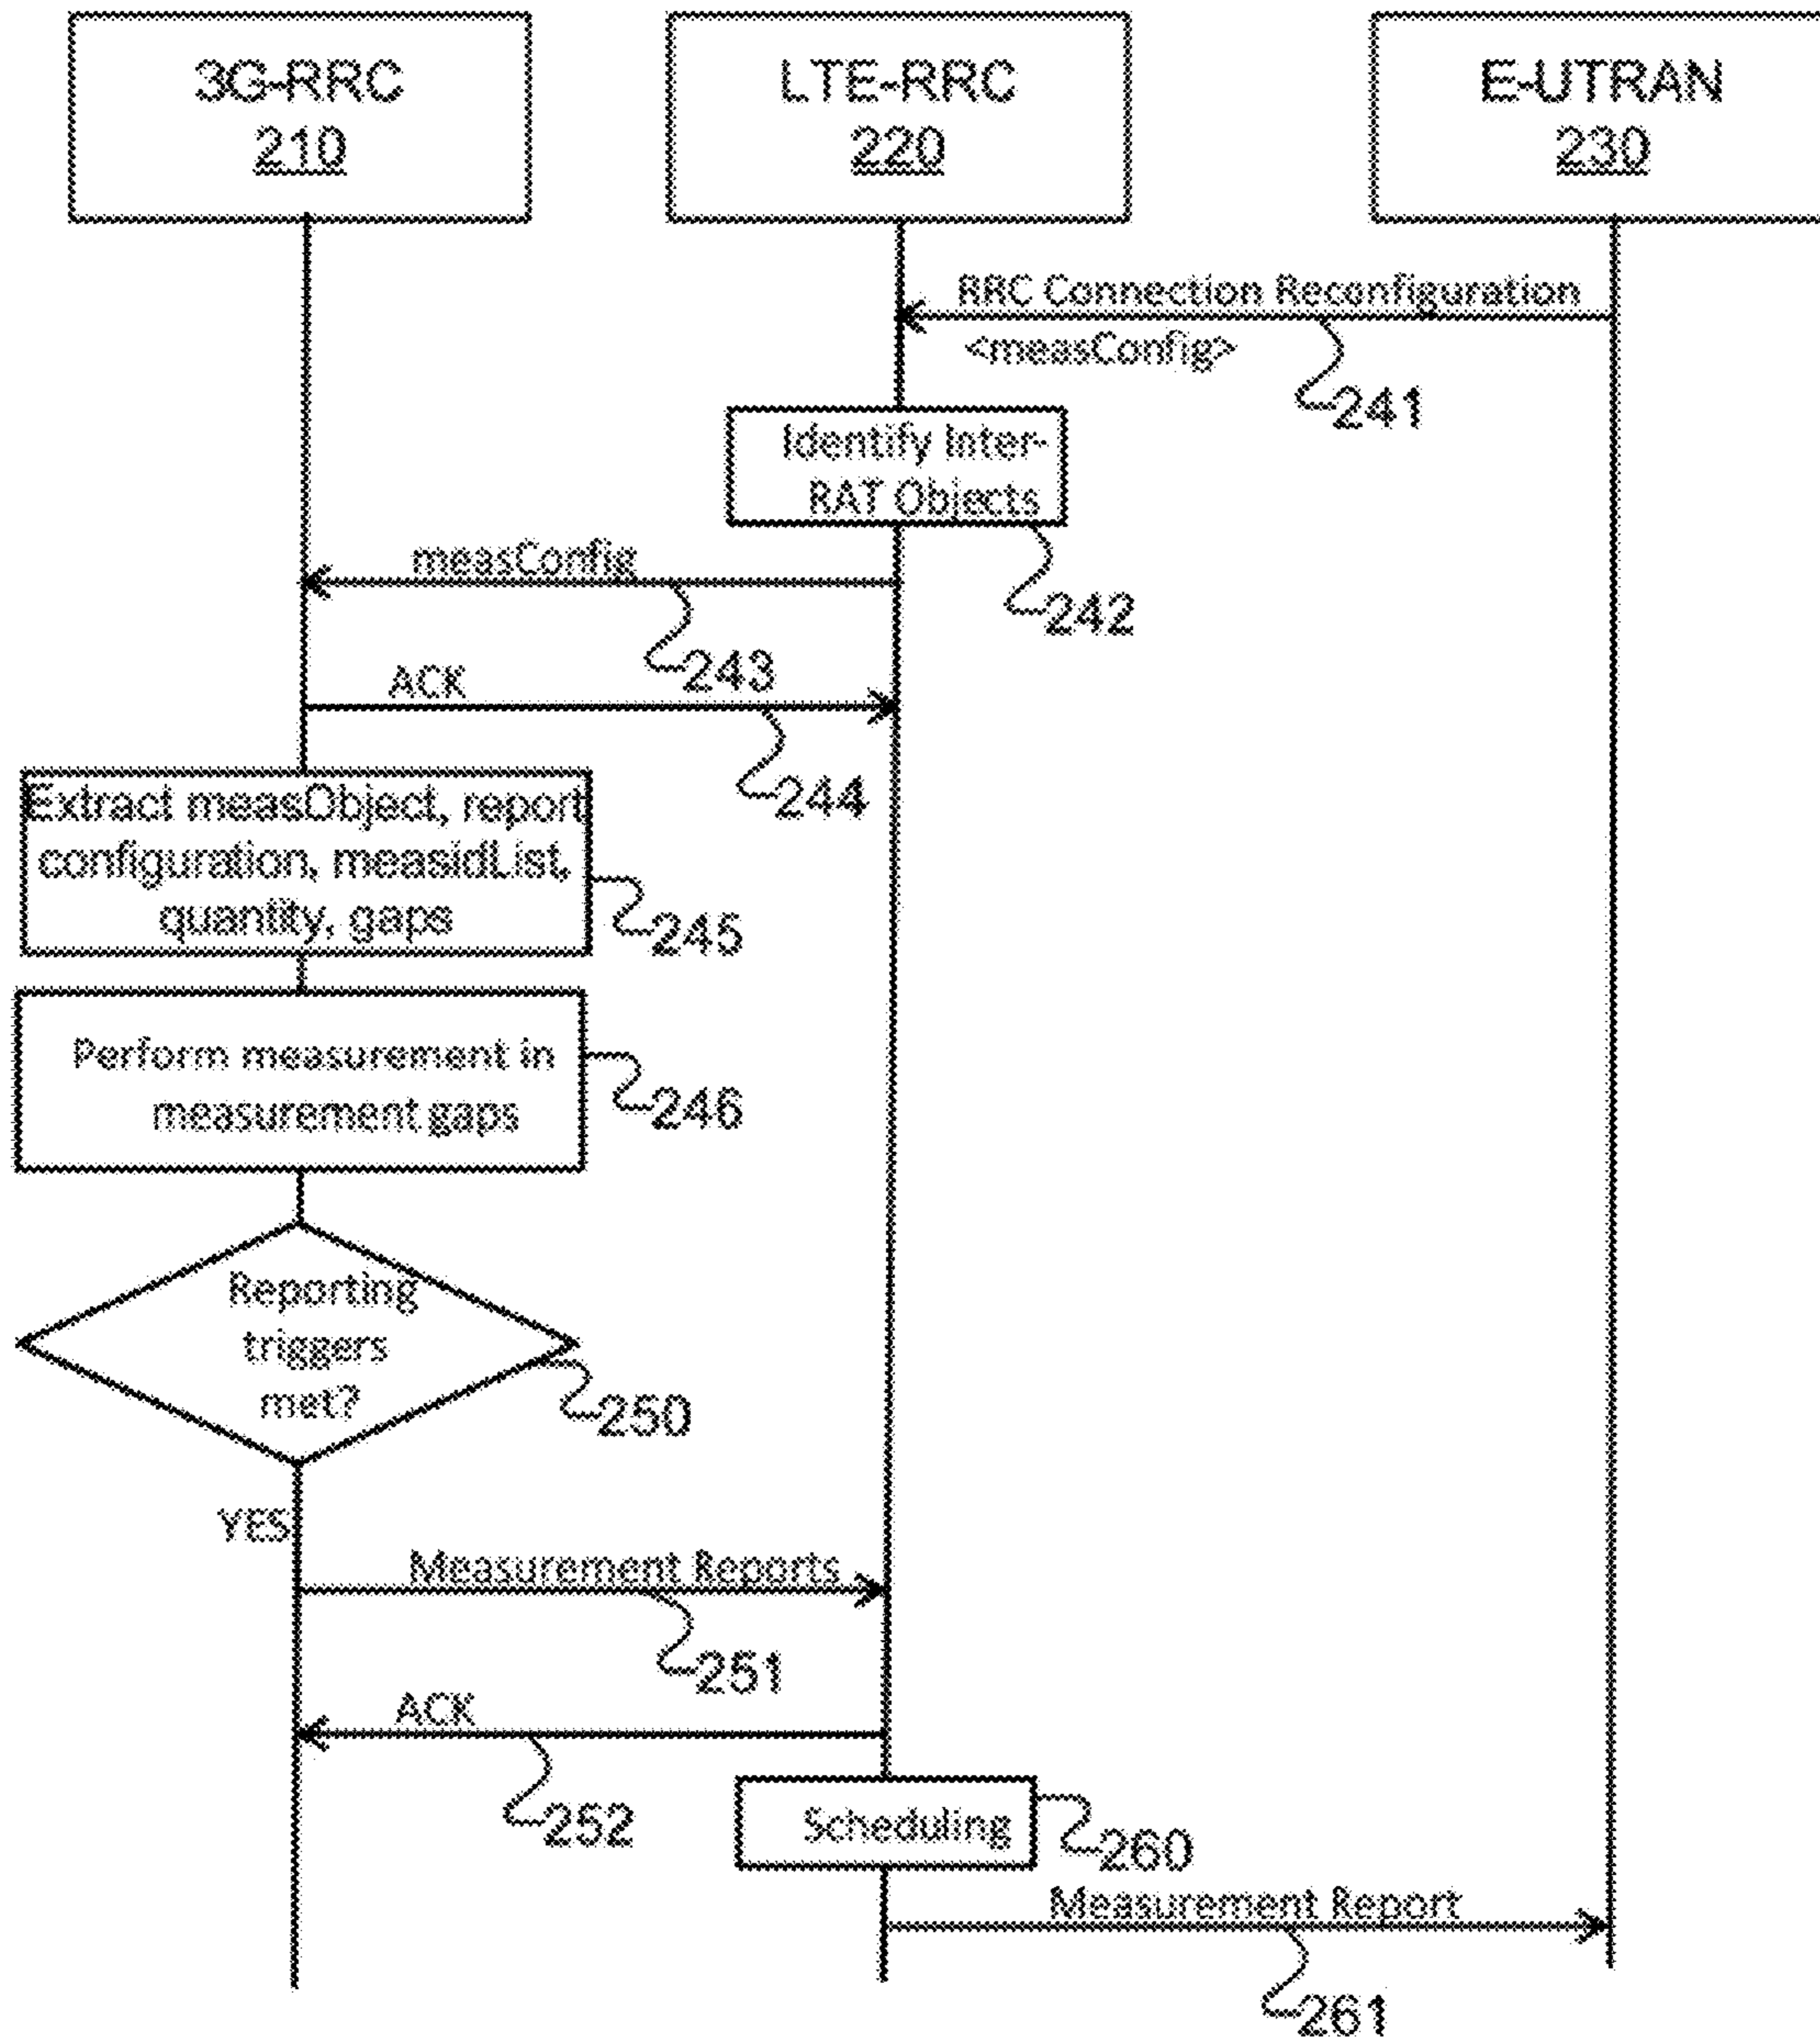 3G-RRC
210
LTE-RRC
220
E-UTRAN
230
RRC Connection Reconfiguration
<measConfig>
241
Identify Inter-
RAT Objects
242
measConfig
243
ACK
244
Extract measObject, report
configuration, measidList,
quantity, gaps
245
Perform measurement in
measurement gaps
246
Reporting
triggers
met?
250
YES
Measurement Reports
251
ACK
252
Scheduling
260
Measurement Report
261